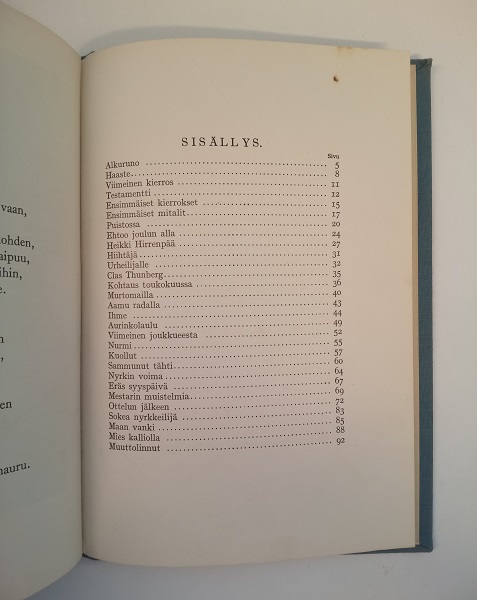 vaan,
ohden,
aipuu,
ihin,
e.
n
,
en
hauru.
SISÄLLYS.
Sivu
Alkuruno 5
Haaste 8
Viimeinen kierros 11
Testamentti 12
Ensimmäiset kierrokset 15
Ensimmäiset mitalit 17
Puistossa 20
Ehtoo joulun alla 24
Heikki Hirrenpää 27
Hiihtäjä 31
Urheilijalle 32
Clas Thunberg 35
Kohtaus toukokuussa 36
Murtomailla 40
Aamu radalla 43
Ihme 44
Aurinkolaulu 49
Viimeinen joukkueesta 52
Nurmi 55
Kuollut 57
Sammunut tähti 60
Nyrkin voima 64
Eräs syyspäivä 67
Mestarin muistelmia 69
Ottelun jälkeen 72
Sokea nyrkkeilijä 83
Maan vanki 85
Mies kalliolla 88
Muuttolinnut 92